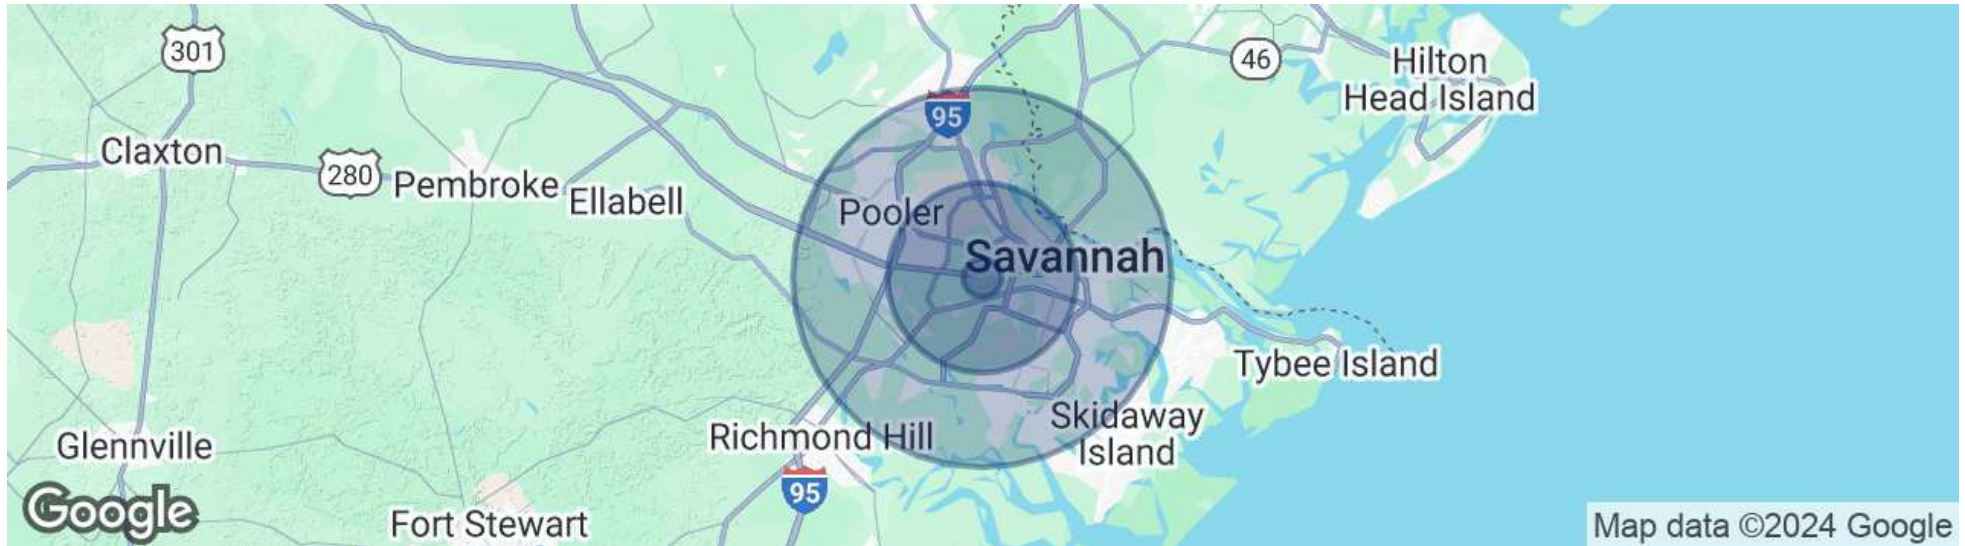 301
46
Hilton
Head Island
95
Claxton
280
Pembroke
Ellabell
Pooler
Savannah
Tybee Island
Skidaway
Island
Richmond Hill
Glennville
95
Google
Fort Stewart
Map data ©2024 Google